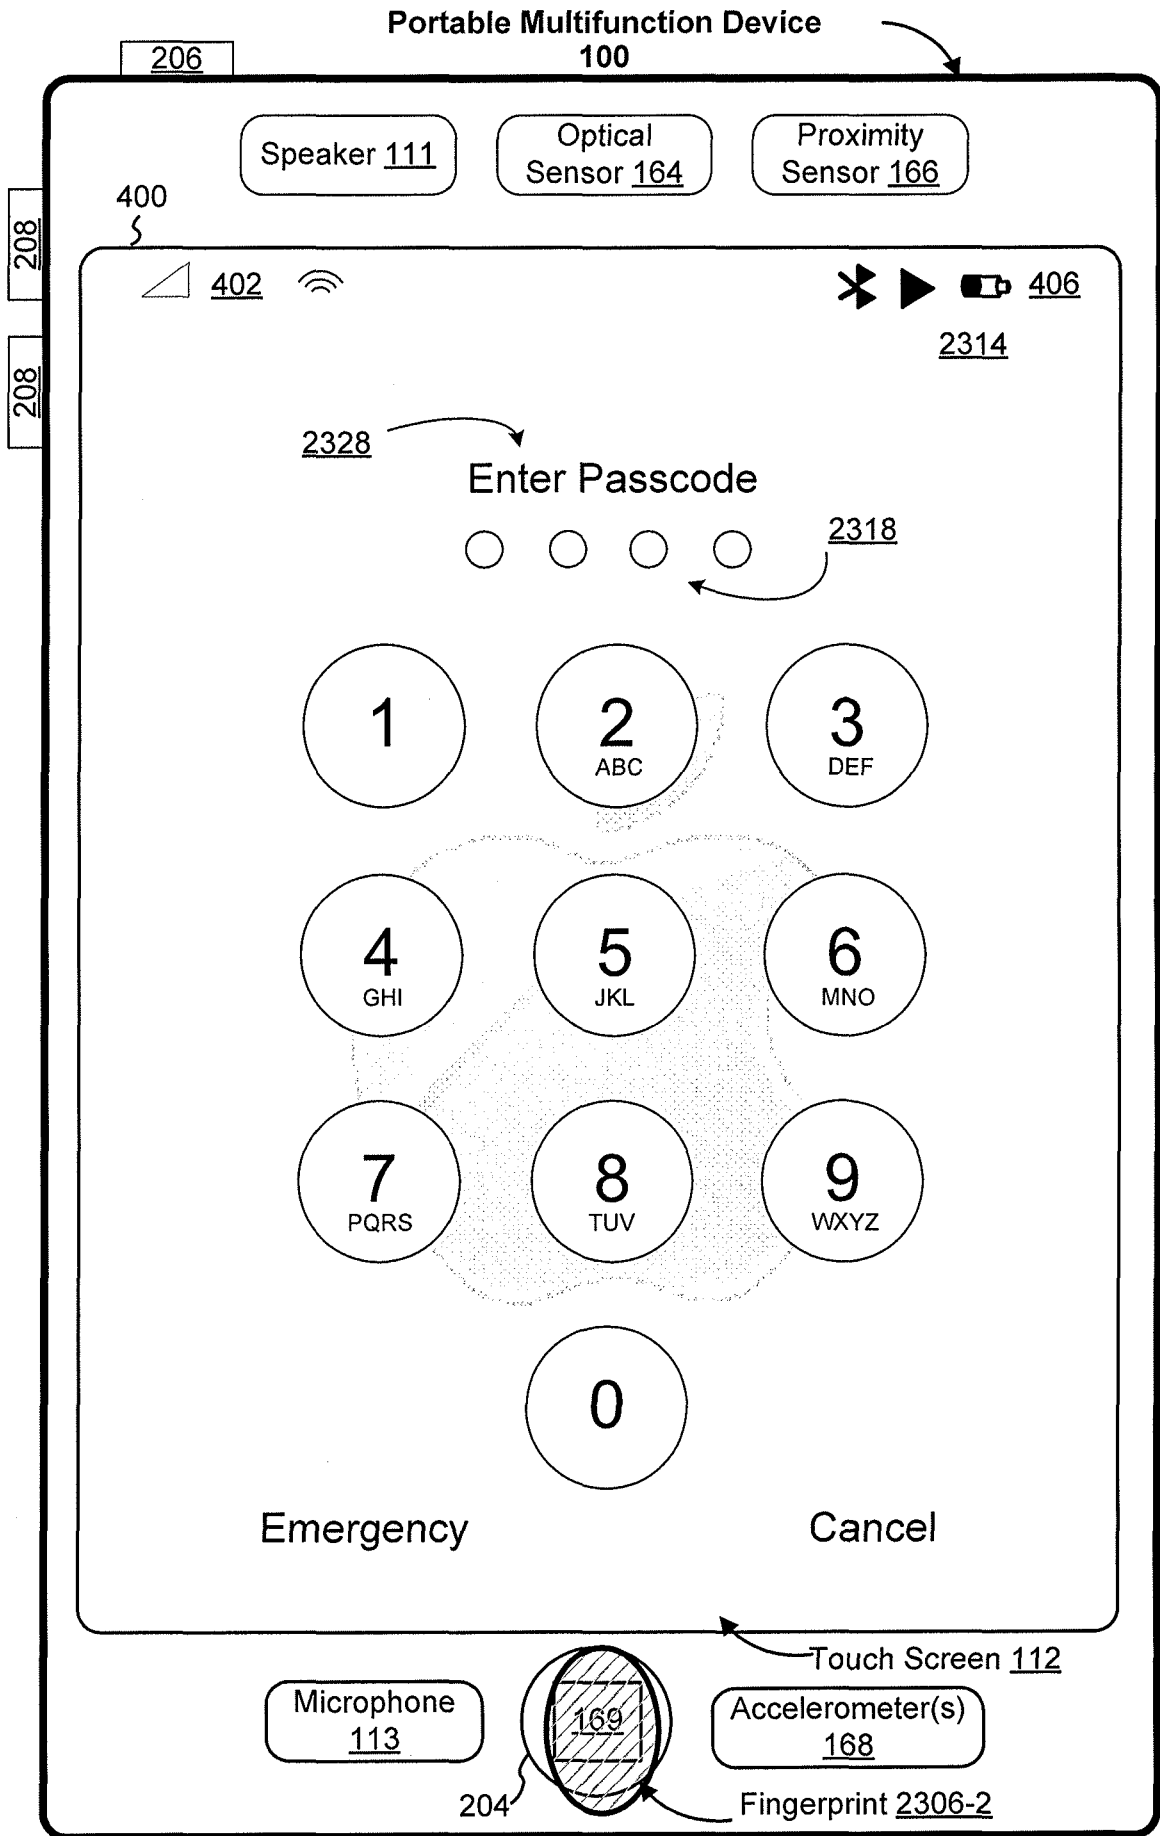 Portable Multifunction Device
100
206
Speaker 111
Optical
Sensor 164
Proximity
Sensor 166
400
208
208
402
406
2314
2328
Enter Passcode
2318
1
2
ABC
3
DEF
4
GHI
5
JKL
6
MNO
7
PQRS
8
TUV
9
WXYZ
0
Emergency
Cancel
Touch Screen 112
Microphone
113
169
Accelerometer(s)
168
204
Fingerprint 2306-2